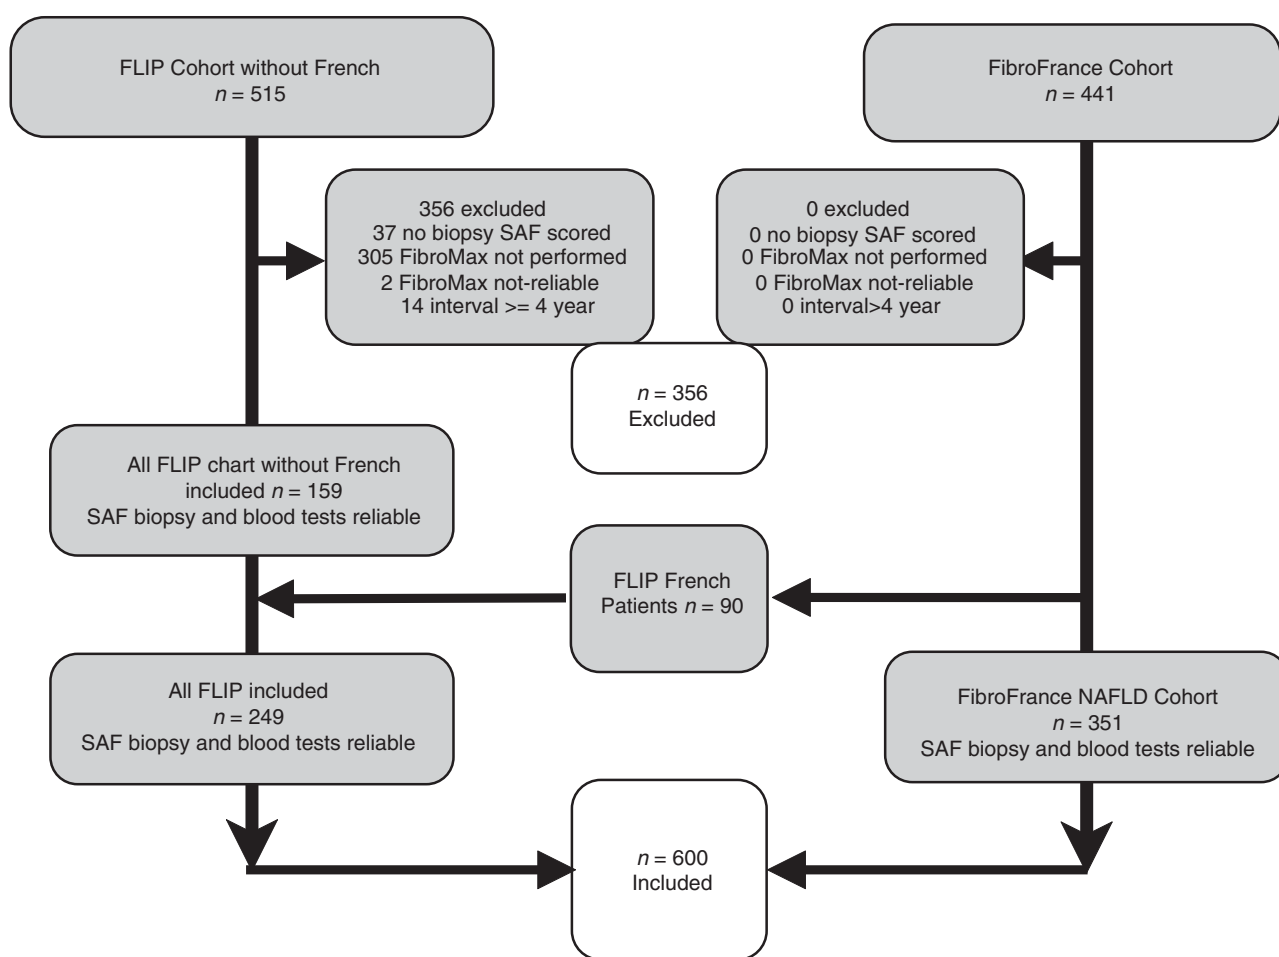 FLIP Cohort without French
n = 515
FibroFrance Cohort
n = 441
356 excluded
37 no biopsy SAF scored
305 FibroMax not performed
2 FibroMax not-reliable
14 interval >= 4 year
0 excluded
0 no biopsy SAF scored
0 FibroMax not performed
0 FibroMax not-reliable
0 interval>4 year
n = 356
Excluded
All FLIP chart without French
included n = 159
SAF biopsy and blood tests reliable
FLIP French
Patients n = 90
All FLIP included
n = 249
SAF biopsy and blood tests reliable
FibroFrance NAFLD Cohort
n = 351
SAF biopsy and blood tests reliable
n = 600
Included